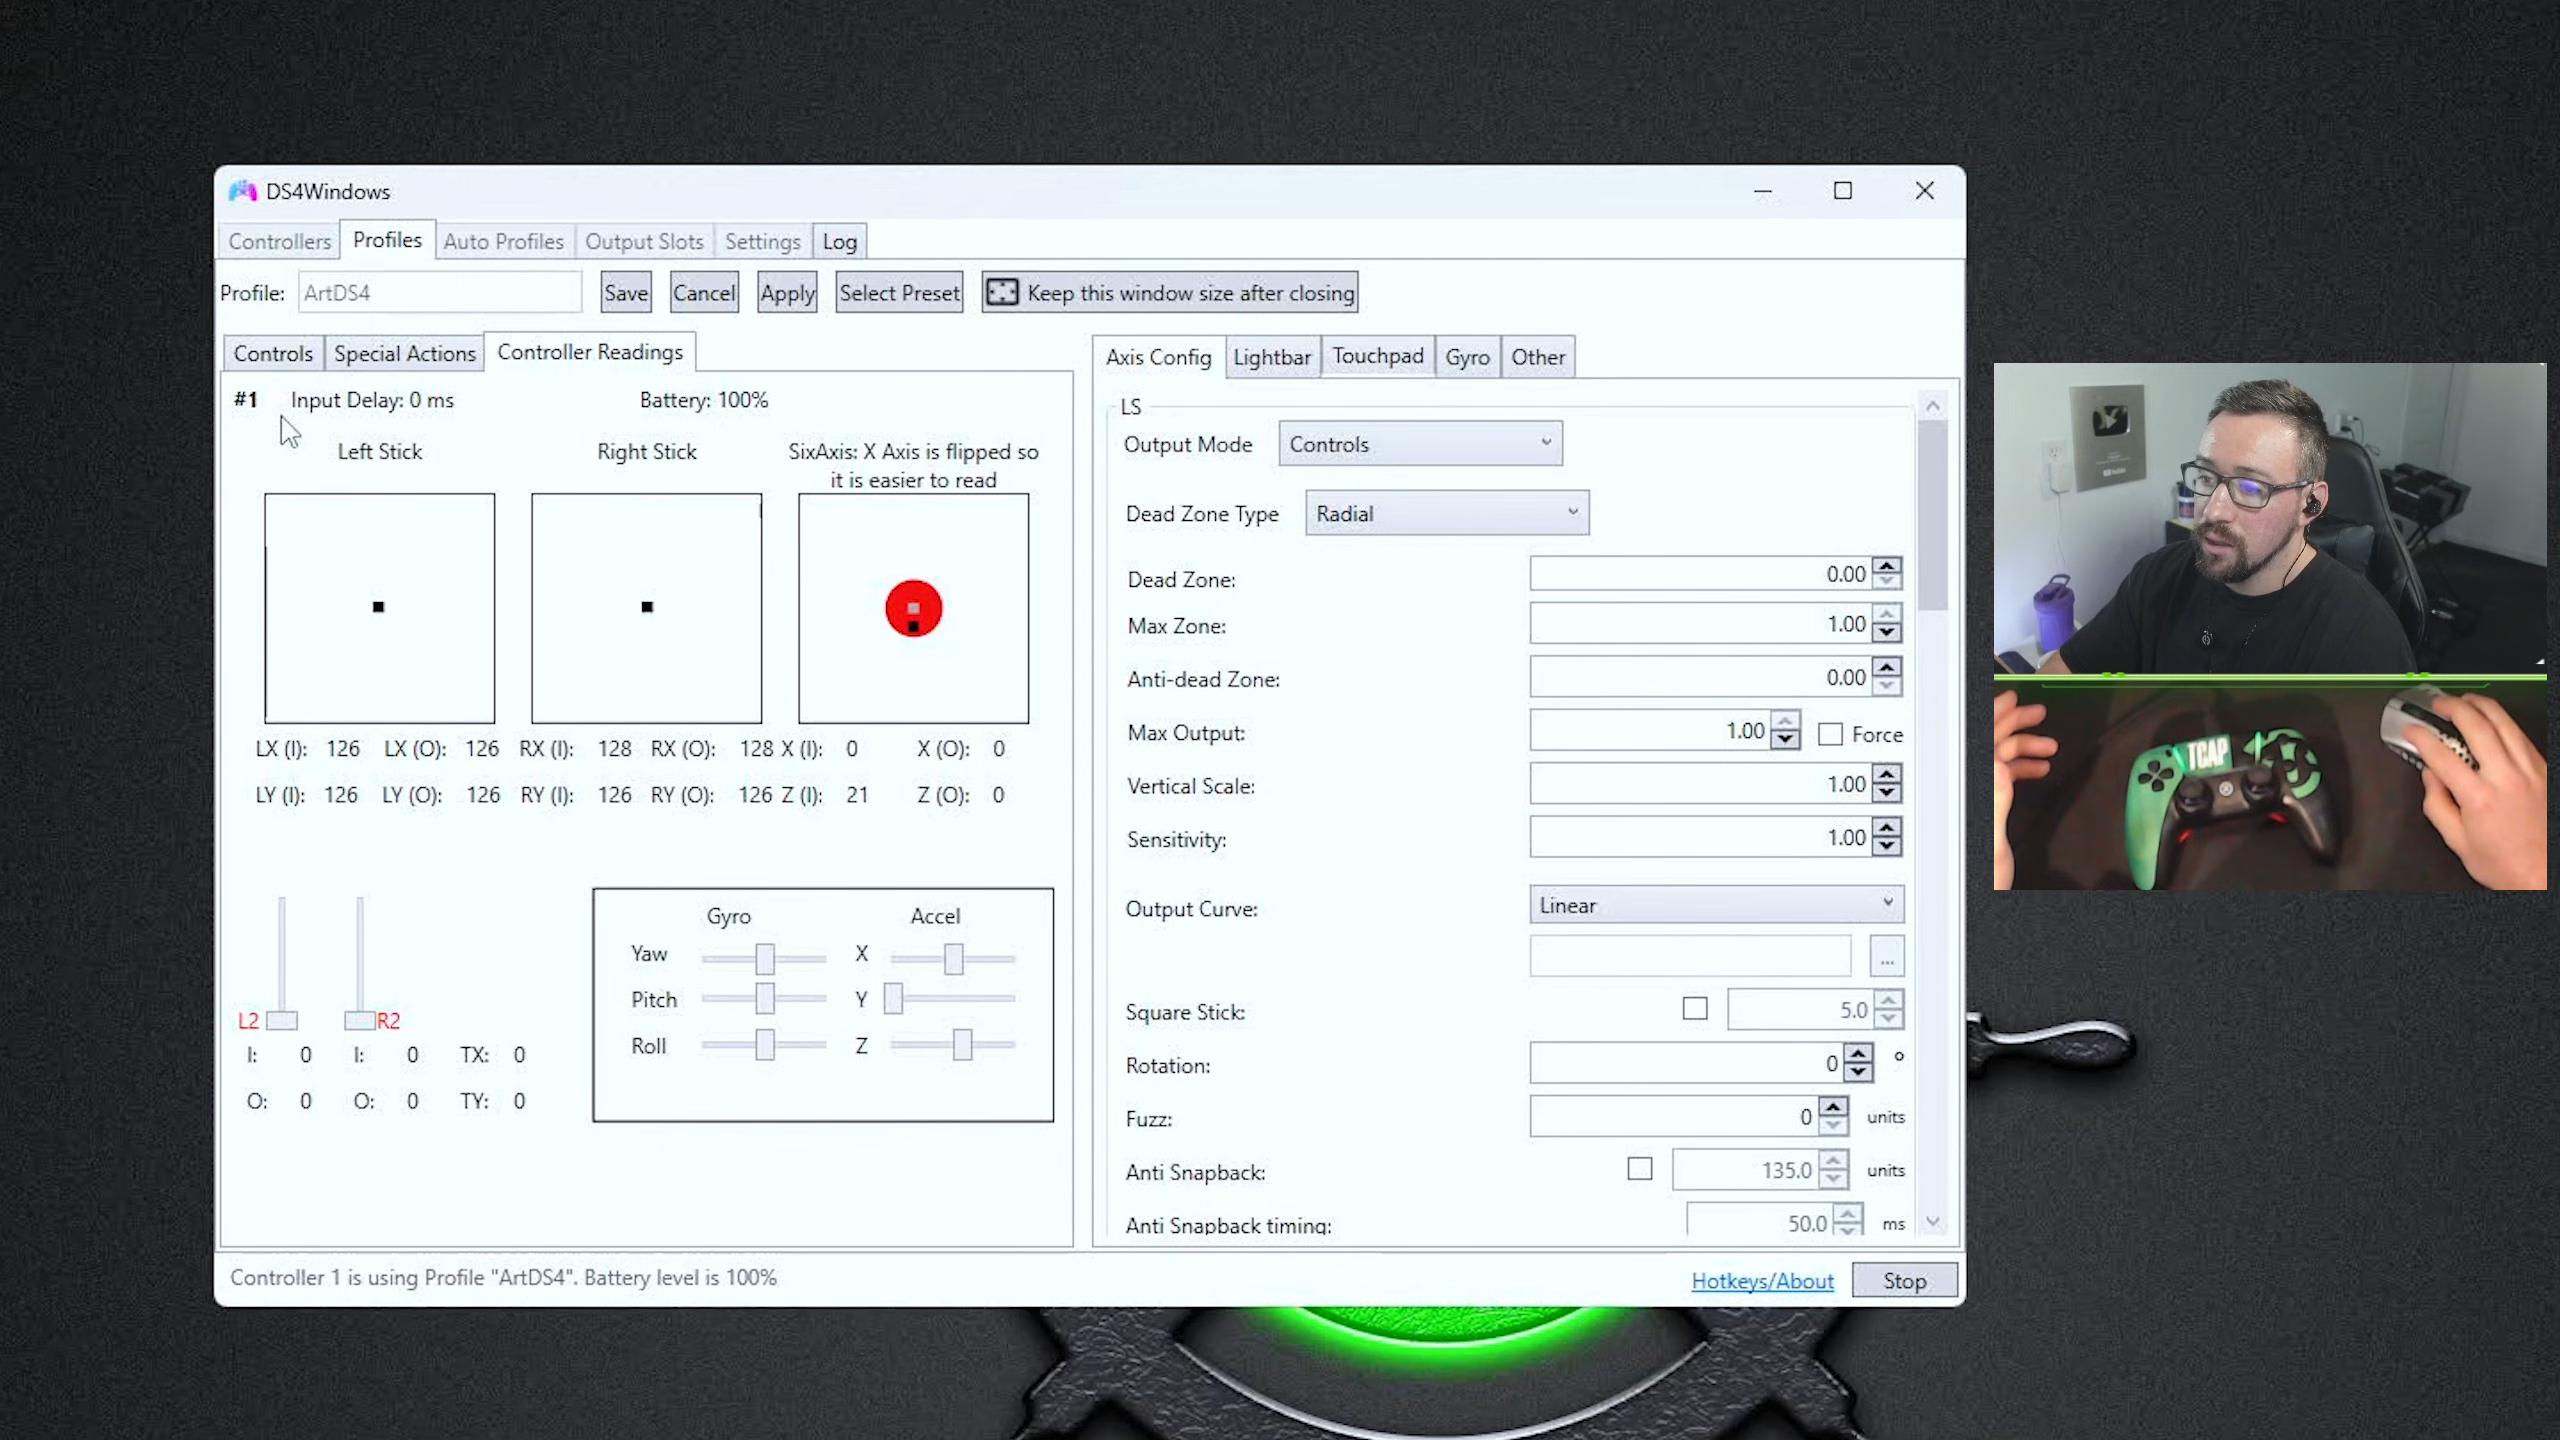 DS4Windows
Controllers Profiles Auto Profiles Output Slots Settings Log
Profile: ArtDS4 Save Cancel Apply Select Preset Keep this window size after closing
Controls Special Actions Controller Readings
#1 Input Delay: 0 ms Battery: 100%
Left Stick Right Stick SixAxis: X Axis is flipped so
it is easier to read
LX (I): 126 LX (O): 126 RX (I): 128 RX (O): 128 X (I): 0 X (O): 0
LY (I): 126 LY (O): 126 RY (I): 126 RY (O): 126 Z (I): 21 Z (O): 0
Gyro Accel
Yaw X
Pitch Y
Roll Z
L2 R2
I: 0 I: 0 TX: 0
O: 0 O: 0 TY: 0
Axis Config Lightbar Touchpad Gyro Other
LS
Output Mode Controls
Dead Zone Type Radial
Dead Zone: 0.00
Max Zone: 1.00
Anti-dead Zone: 0.00
Max Output: 1.00 Force
Vertical Scale: 1.00
Sensitivity: 1.00
Output Curve: Linear
...
Square Stick: 5.0
Rotation: 0 °
Fuzz: 0 units
Anti Snapback: 135.0 units
Anti Snapback timing: 50.0 ms
Controller 1 is using Profile "ArtDS4". Battery level is 100%
Hotkeys/About Stop
TCAP